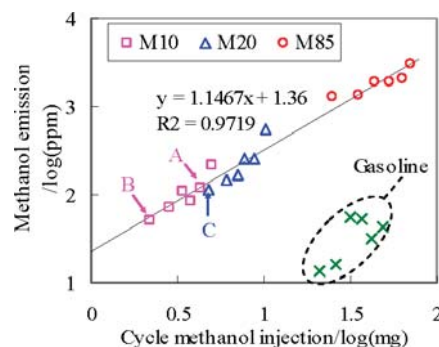 M10 M20 M85
y = 1.1467x + 1.36
R2 = 0.9719
A
B
C
Gasoline
4
3
2
1
0 0.5 1 1.5 2
Methanol emission
/log(ppm)
Cycle methanol injection/log(mg)